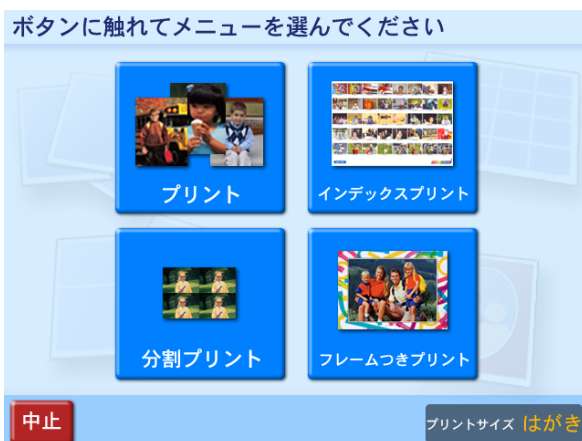 ボタンに触れてメニューを選んでください
プリント
インデックスプリント
分割プリント
フレームつきプリント
中止
プリントサイズ はがき